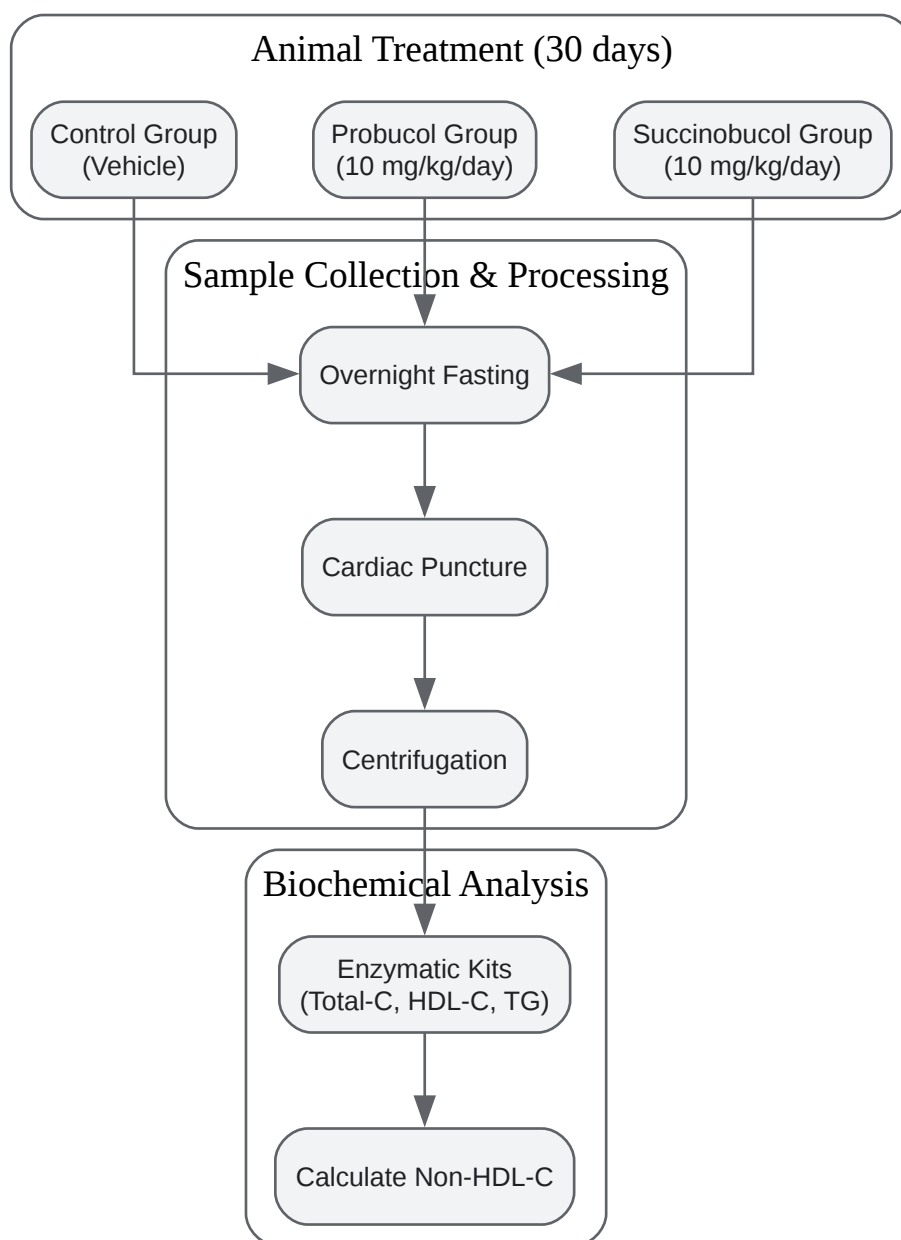 Animal Treatment (30 days)
Control Group
(Vehicle)
Probucol Group
(10 mg/kg/day)
Succinobucol Group
(10 mg/kg/day)
Sample Collection & Processing
Overnight Fasting
Cardiac Puncture
Centrifugation
Biochemical Analysis
Enzymatic Kits
(Total-C, HDL-C, TG)
Calculate Non-HDL-C